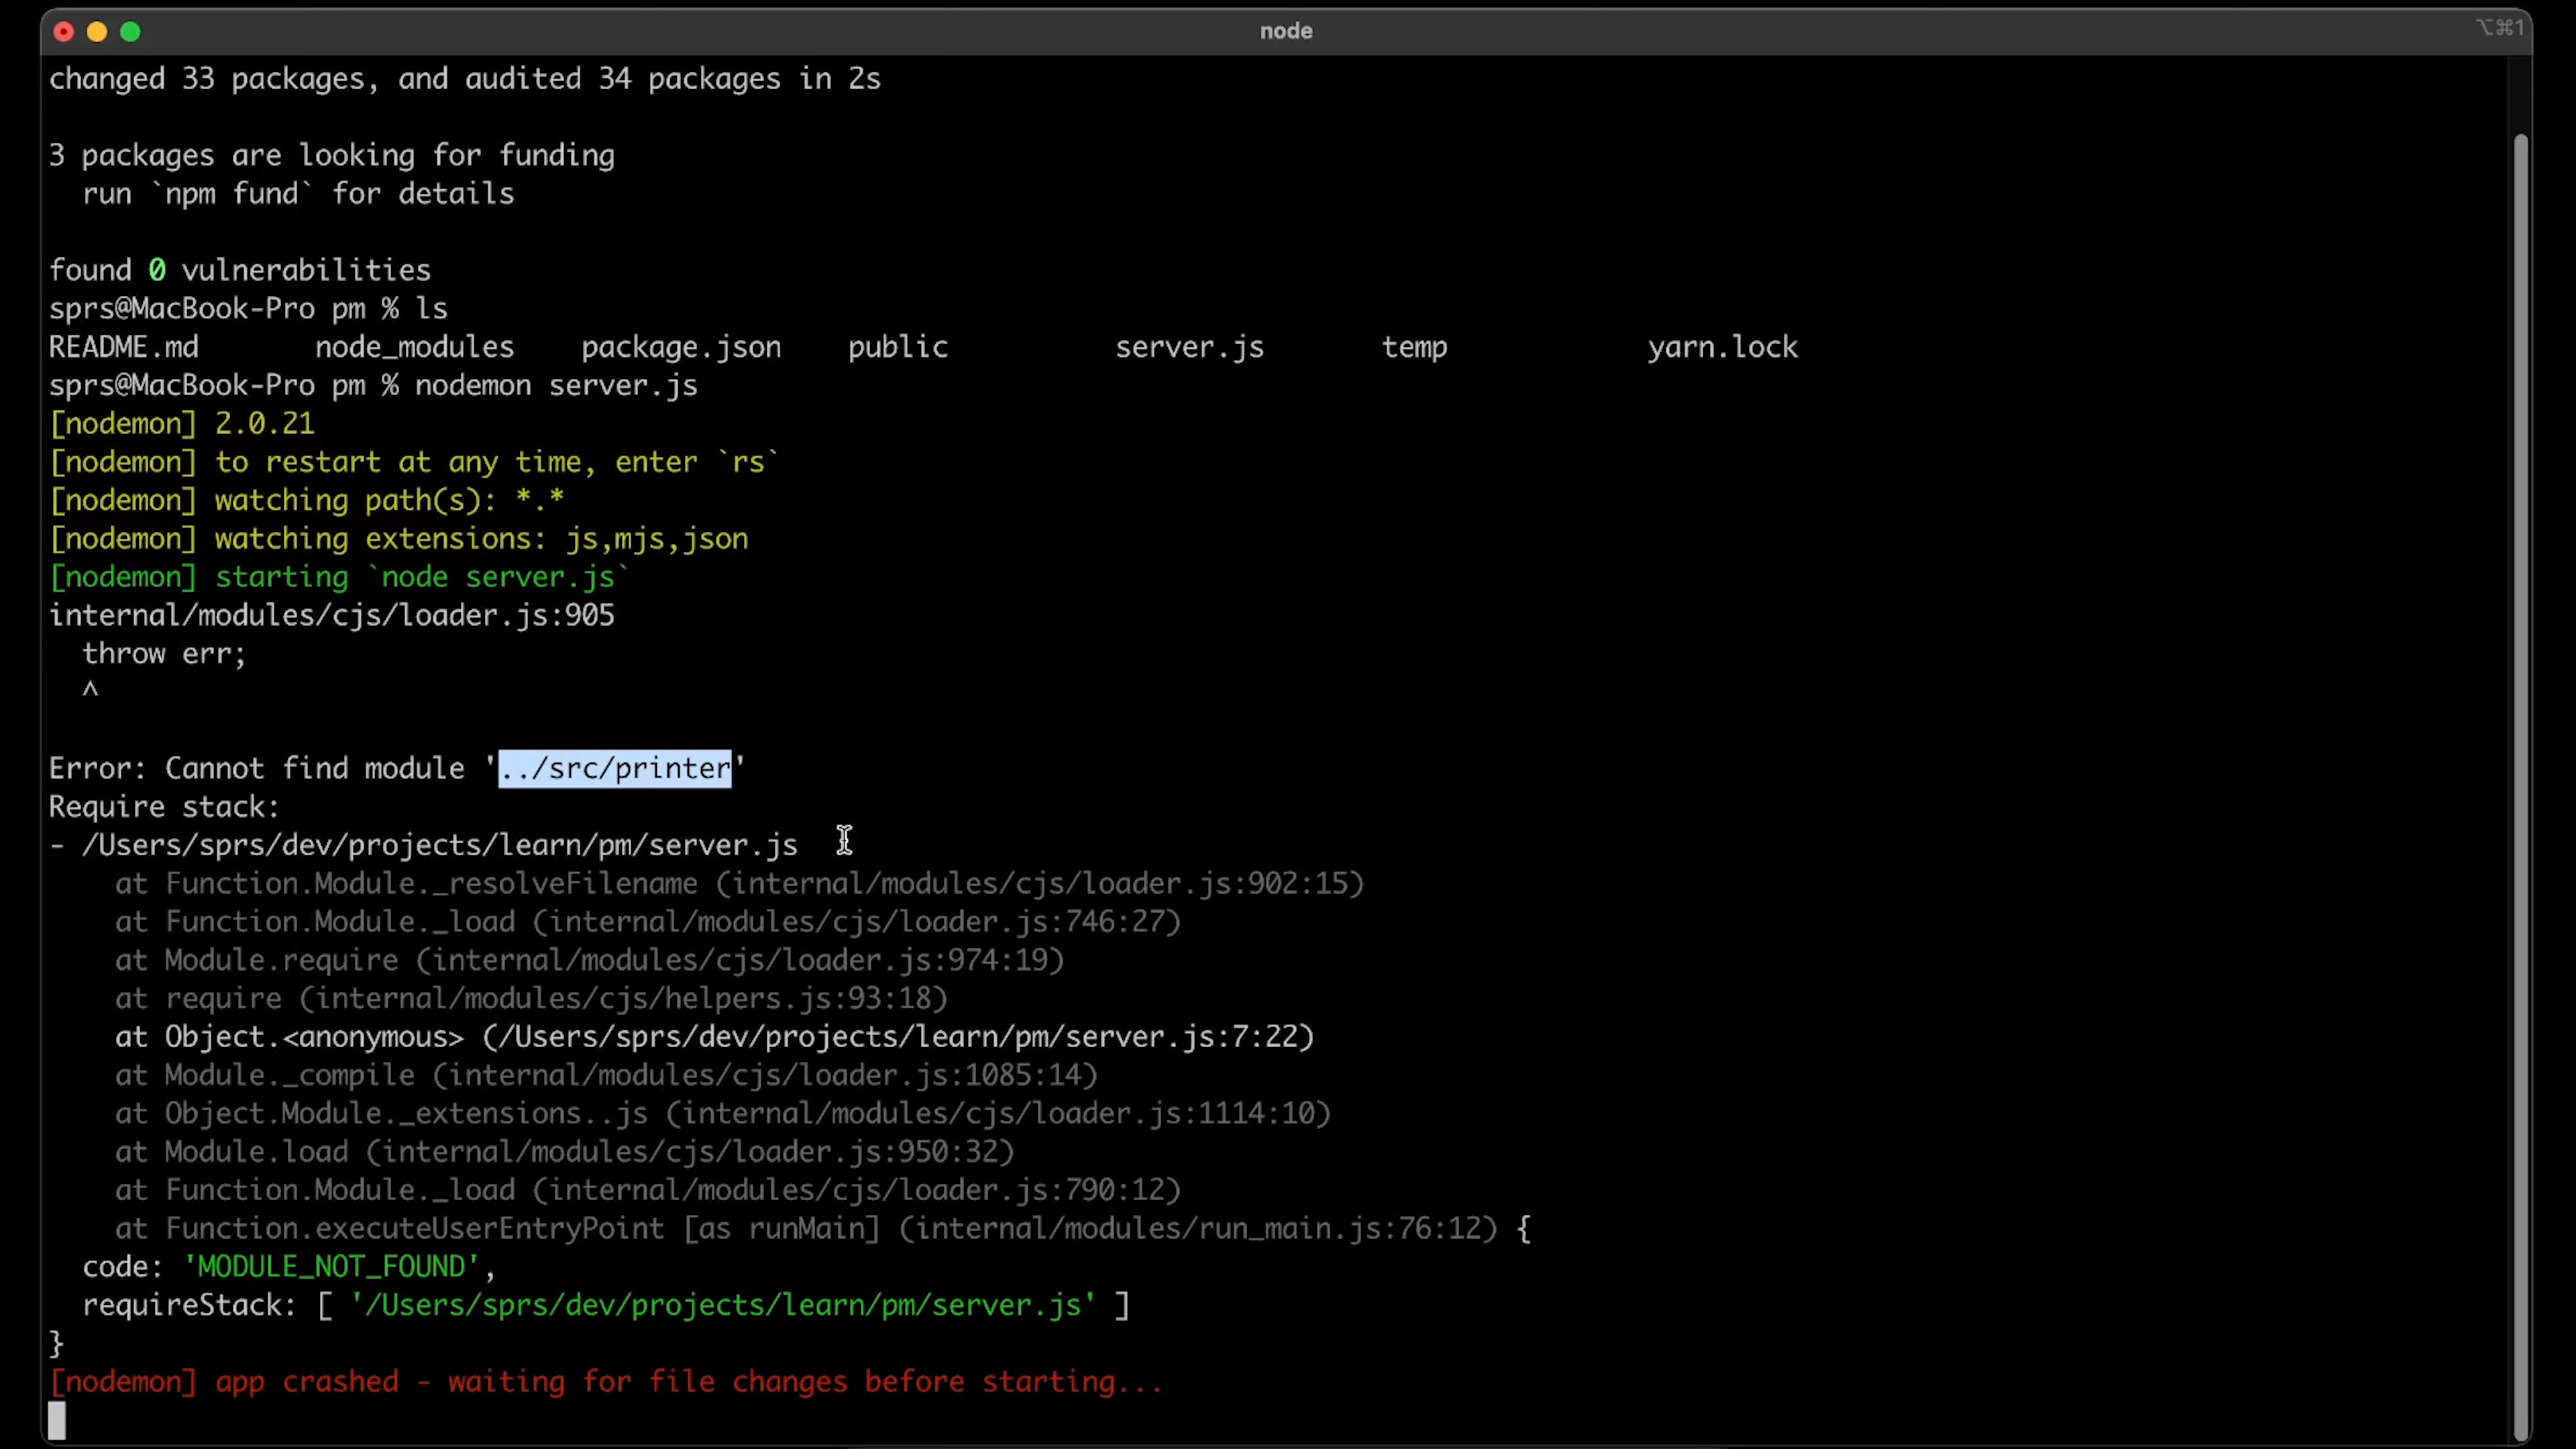 node
⌥⌘1
changed 33 packages, and audited 34 packages in 2s
3 packages are looking for funding
  run `npm fund` for details
found 0 vulnerabilities
sprs@MacBook-Pro pm % ls
README.md       node_modules    package.json    public          server.js       temp            yarn.lock
sprs@MacBook-Pro pm % nodemon server.js
[nodemon] 2.0.21
[nodemon] to restart at any time, enter `rs`
[nodemon] watching path(s): *.*
[nodemon] watching extensions: js,mjs,json
[nodemon] starting `node server.js`
internal/modules/cjs/loader.js:905
  throw err;
  ^
Error: Cannot find module '../src/printer'
Require stack:
- /Users/sprs/dev/projects/learn/pm/server.js
    at Function.Module._resolveFilename (internal/modules/cjs/loader.js:902:15)
    at Function.Module._load (internal/modules/cjs/loader.js:746:27)
    at Module.require (internal/modules/cjs/loader.js:974:19)
    at require (internal/modules/cjs/helpers.js:93:18)
    at Object.<anonymous> (/Users/sprs/dev/projects/learn/pm/server.js:7:22)
    at Module._compile (internal/modules/cjs/loader.js:1085:14)
    at Object.Module._extensions..js (internal/modules/cjs/loader.js:1114:10)
    at Module.load (internal/modules/cjs/loader.js:950:32)
    at Function.Module._load (internal/modules/cjs/loader.js:790:12)
    at Function.executeUserEntryPoint [as runMain] (internal/modules/run_main.js:76:12) {
  code: 'MODULE_NOT_FOUND',
  requireStack: [ '/Users/sprs/dev/projects/learn/pm/server.js' ]
}
[nodemon] app crashed - waiting for file changes before starting...